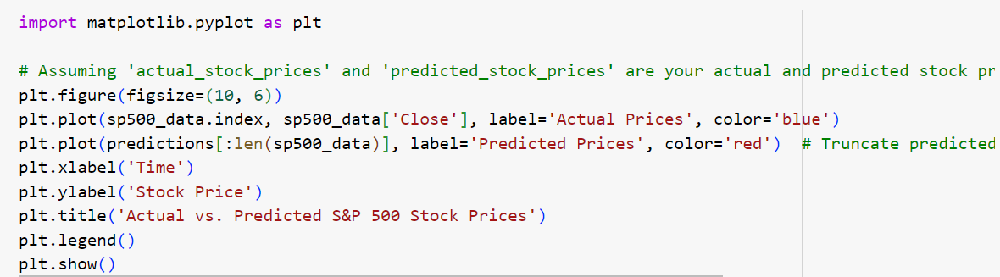 import matplotlib.pyplot as plt
# Assuming 'actual_stock_prices' and 'predicted_stock_prices' are your actual and predicted stock pr
plt.figure(figsize=(10, 6))
plt.plot(sp500_data.index, sp500_data['Close'], label='Actual Prices', color='blue')
plt.plot(predictions[:len(sp500_data)], label='Predicted Prices', color='red')  # Truncate predicted
plt.xlabel('Time')
plt.ylabel('Stock Price')
plt.title('Actual vs. Predicted S&P 500 Stock Prices')
plt.legend()
plt.show()